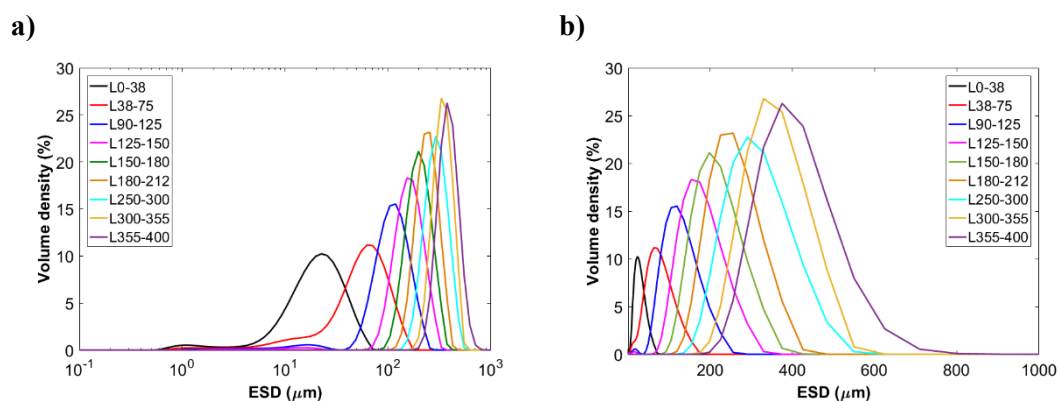 a)
30
25
20
15
10
5
0
Volume density (%)
L0-38
L38-75
L90-125
L125-150
L150-180
L180-212
L250-300
L300-355
L355-400
10-1
100
101
102
103
ESD (μm)
b)
30
25
20
15
10
5
0
Volume density (%)
L0-38
L38-75
L90-125
L125-150
L150-180
L180-212
L250-300
L300-355
L355-400
200
400
600
800
1000
ESD (μm)